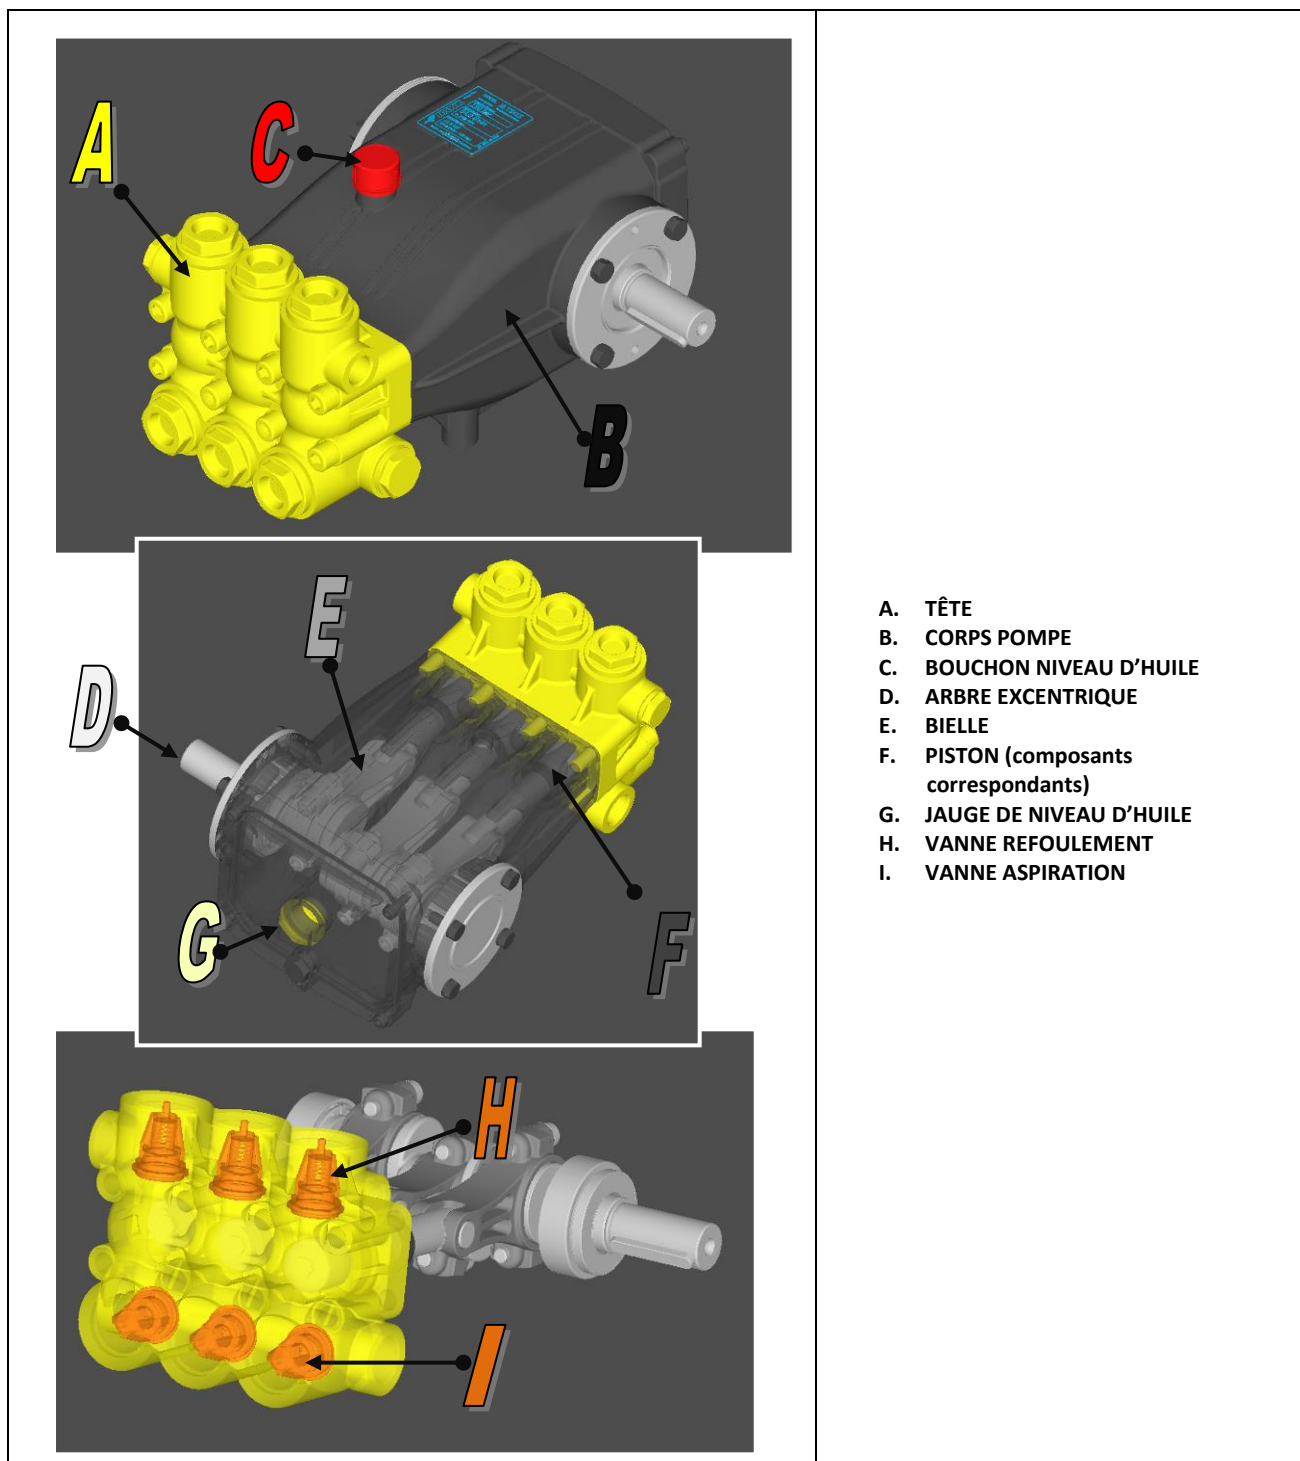 A
C
B
E
D
G
F
H
I
A. TÊTE
B. CORPS POMPE
C. BOUCHON NIVEAU D’HUILE
D. ARBRE EXCENTRIQUE
E. BIELLE
F. PISTON (composants
correspondants)
G. JAUGE DE NIVEAU D’HUILE
H. VANNE REFOULEMENT
I. VANNE ASPIRATION